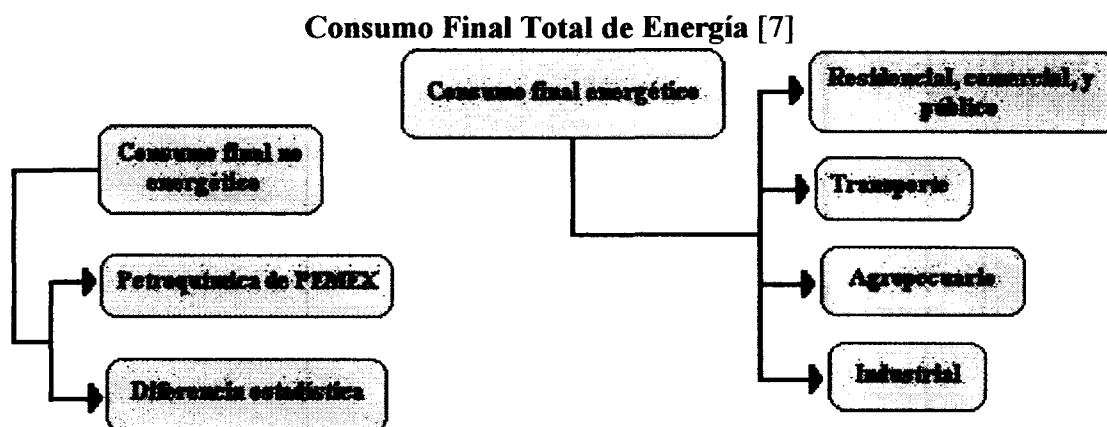 Consumo Final Total de Energía [7]
Consumo final no
energético
Petroquímica de PEMEX
Diferencia estadística
Consumo final energético
Residencial, comercial, y
público
Transporte
Agropecuario
Industrial